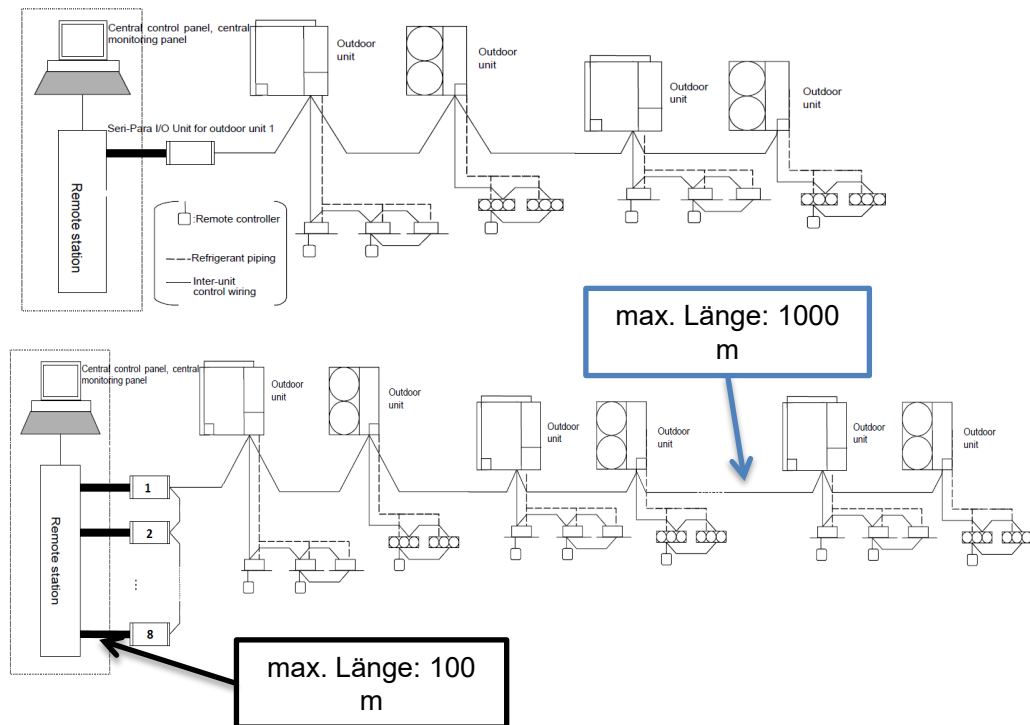 Central control panel, central
monitoring panel
Outdoor
unit
Outdoor
unit
Outdoor
unit
Outdoor
unit
Seri-Para I/O Unit for outdoor unit 1
Remote station
:Remote controller
Refrigerant piping
Inter-unit
control wiring
max. Länge: 1000
m
Central control panel, central
monitoring panel
Outdoor
unit
Outdoor
unit
Outdoor
unit
Outdoor
unit
Outdoor
unit
Outdoor
unit
Remote station
1
2
...
8
max. Länge: 100
m